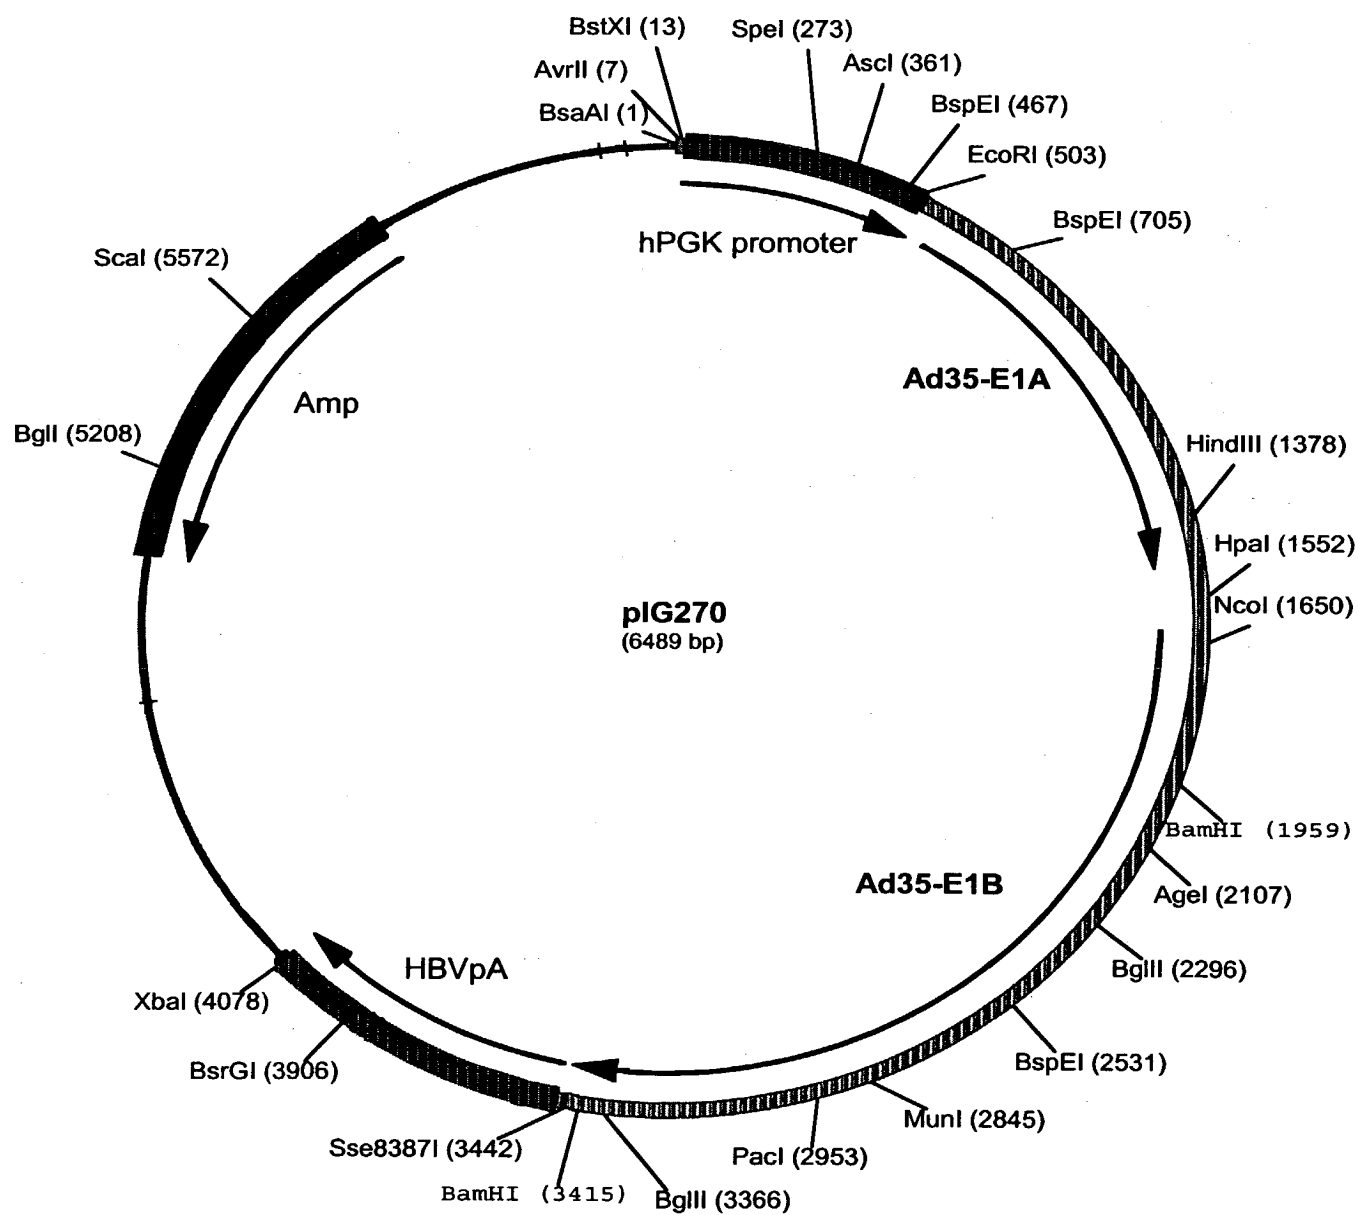 BstXI (13)
SpeI (273)
AvrII (7)
AscI (361)
BsaAI (1)
BspEI (467)
EcoRI (503)
BspEI (705)
hPGK promoter
ScaI (5572)
Ad35-E1A
Amp
BglI (5208)
HindIII (1378)
HpaI (1552)
NcoI (1650)
pIG270
(6489 bp)
BamHI (1959)
Ad35-E1B
AgeI (2107)
HBVpA
BglII (2296)
XbaI (4078)
BspEI (2531)
BsrGI (3906)
MunI (2845)
Sse8387I (3442)
PacI (2953)
BamHI (3415)
BglII (3366)